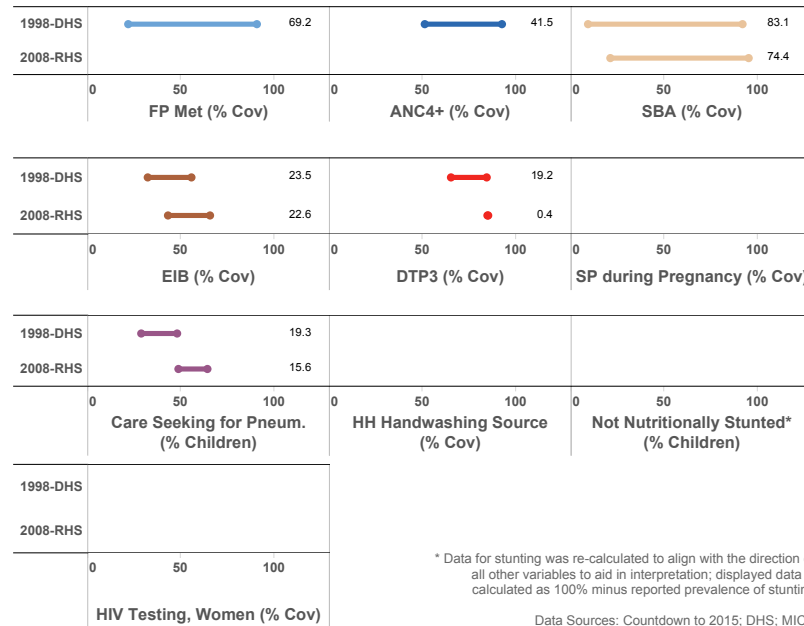 1998-DHS 69.2 41.5 83.1
2008-RHS 74.4
0 50 100 0 50 100 0 50 100
FP Met (% Cov) ANC4+ (% Cov) SBA (% Cov)
1998-DHS 23.5 19.2
2008-RHS 22.6 0.4
0 50 100 0 50 100 0 50 100
EIB (% Cov) DTP3 (% Cov) SP during Pregnancy (% Cov)
1998-DHS 19.3
2008-RHS 15.6
0 50 100 0 50 100 0 50 100
Care Seeking for Pneum. HH Handwashing Source Not Nutritionally Stunted*
(% Children) (% Cov) (% Children)
1998-DHS
2008-RHS
0 50 100
HIV Testing, Women (% Cov)
* Data for stunting was re-calculated to align with the direction
all other variables to aid in interpretation; displayed data
calculated as 100% minus reported prevalence of
Data Sources: Countdown to 2015; DHS;